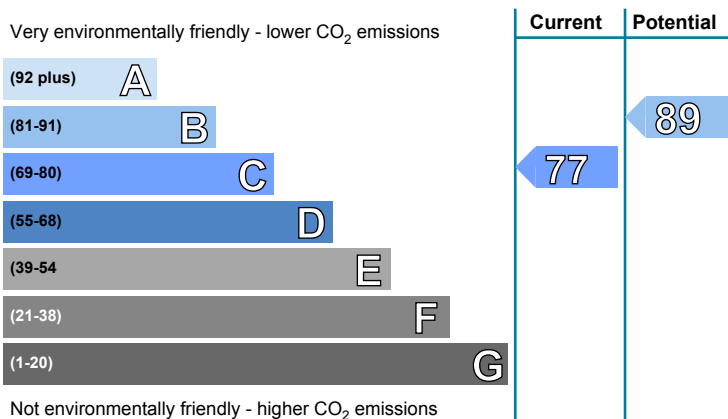 Current Potential
Very environmentally friendly - lower CO2 emissions
(92 plus) A
(81-91) B
89
(69-80) C
77
(55-68) D
(39-54 E
(21-38) F
(1-20) G
Not environmentally friendly - higher CO2 emissions